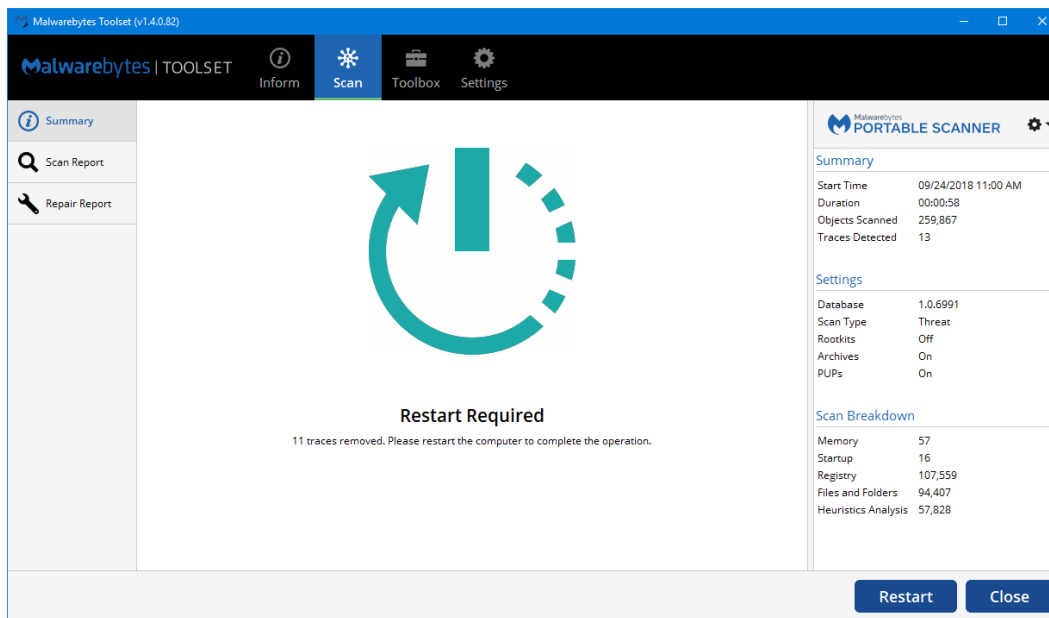 Malwarebytes Toolset (v1.4.0.82)
Malwarebytes | TOOLSET
Inform
Scan
Toolbox
Settings
Summary
Scan Report
Repair Report
Restart Required
11 traces removed. Please restart the computer to complete the operation.
Malwarebytes
PORTABLE SCANNER
Summary
Start Time 09/24/2018 11:00 AM
Duration 00:00:58
Objects Scanned 259,867
Traces Detected 13
Settings
Database 1.0.6991
Scan Type Threat
Rootkits Off
Archives On
PUPs On
Scan Breakdown
Memory 57
Startup 16
Registry 107,559
Files and Folders 94,407
Heuristics Analysis 57,828
Restart
Close